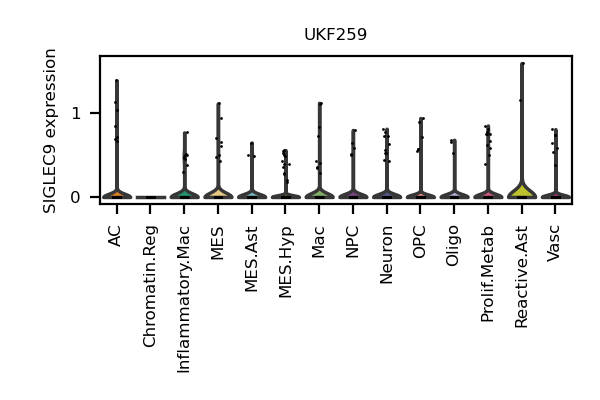 UKF259
SIGLEC9 expression
1
0
AC
Chromatin.Reg
Inflammatory.Mac
MES
MES.Ast
MES.Hyp
Mac
NPC
Neuron
OPC
Oligo
Prolif.Metab
Reactive.Ast
Vasc